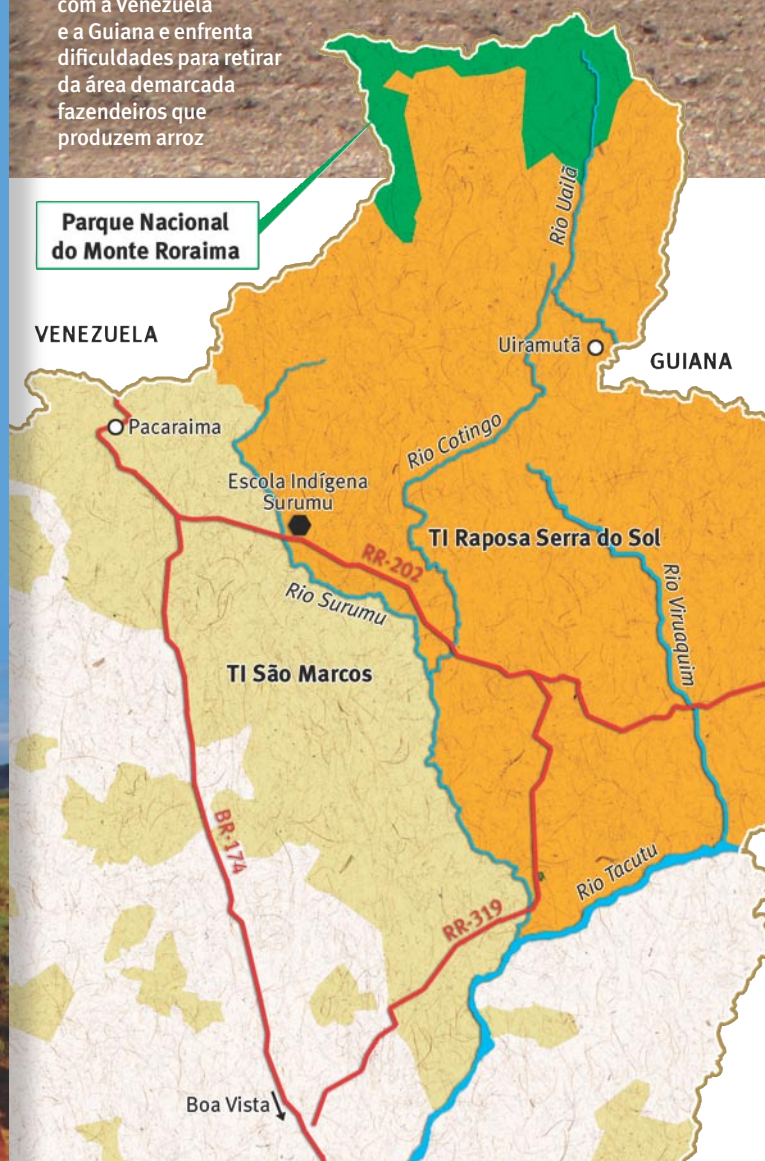 com a Venezuela
e a Guiana e enfrenta
dificuldades para retirar
da área demarcada
fazendeiros que
produzem arroz
Parque Nacional
do Monte Roraima
VENEZUELA
Rio Uailã
Uiramutã
GUIANA
Pacaraima
Rio Cotingo
Escola Indígena
Surumu
TI Raposa Serra do Sol
RR-202
Rio Surumu
Rio Viruaquim
TI São Marcos
BR-174
Rio Tacutu
RR-319
Boa Vista